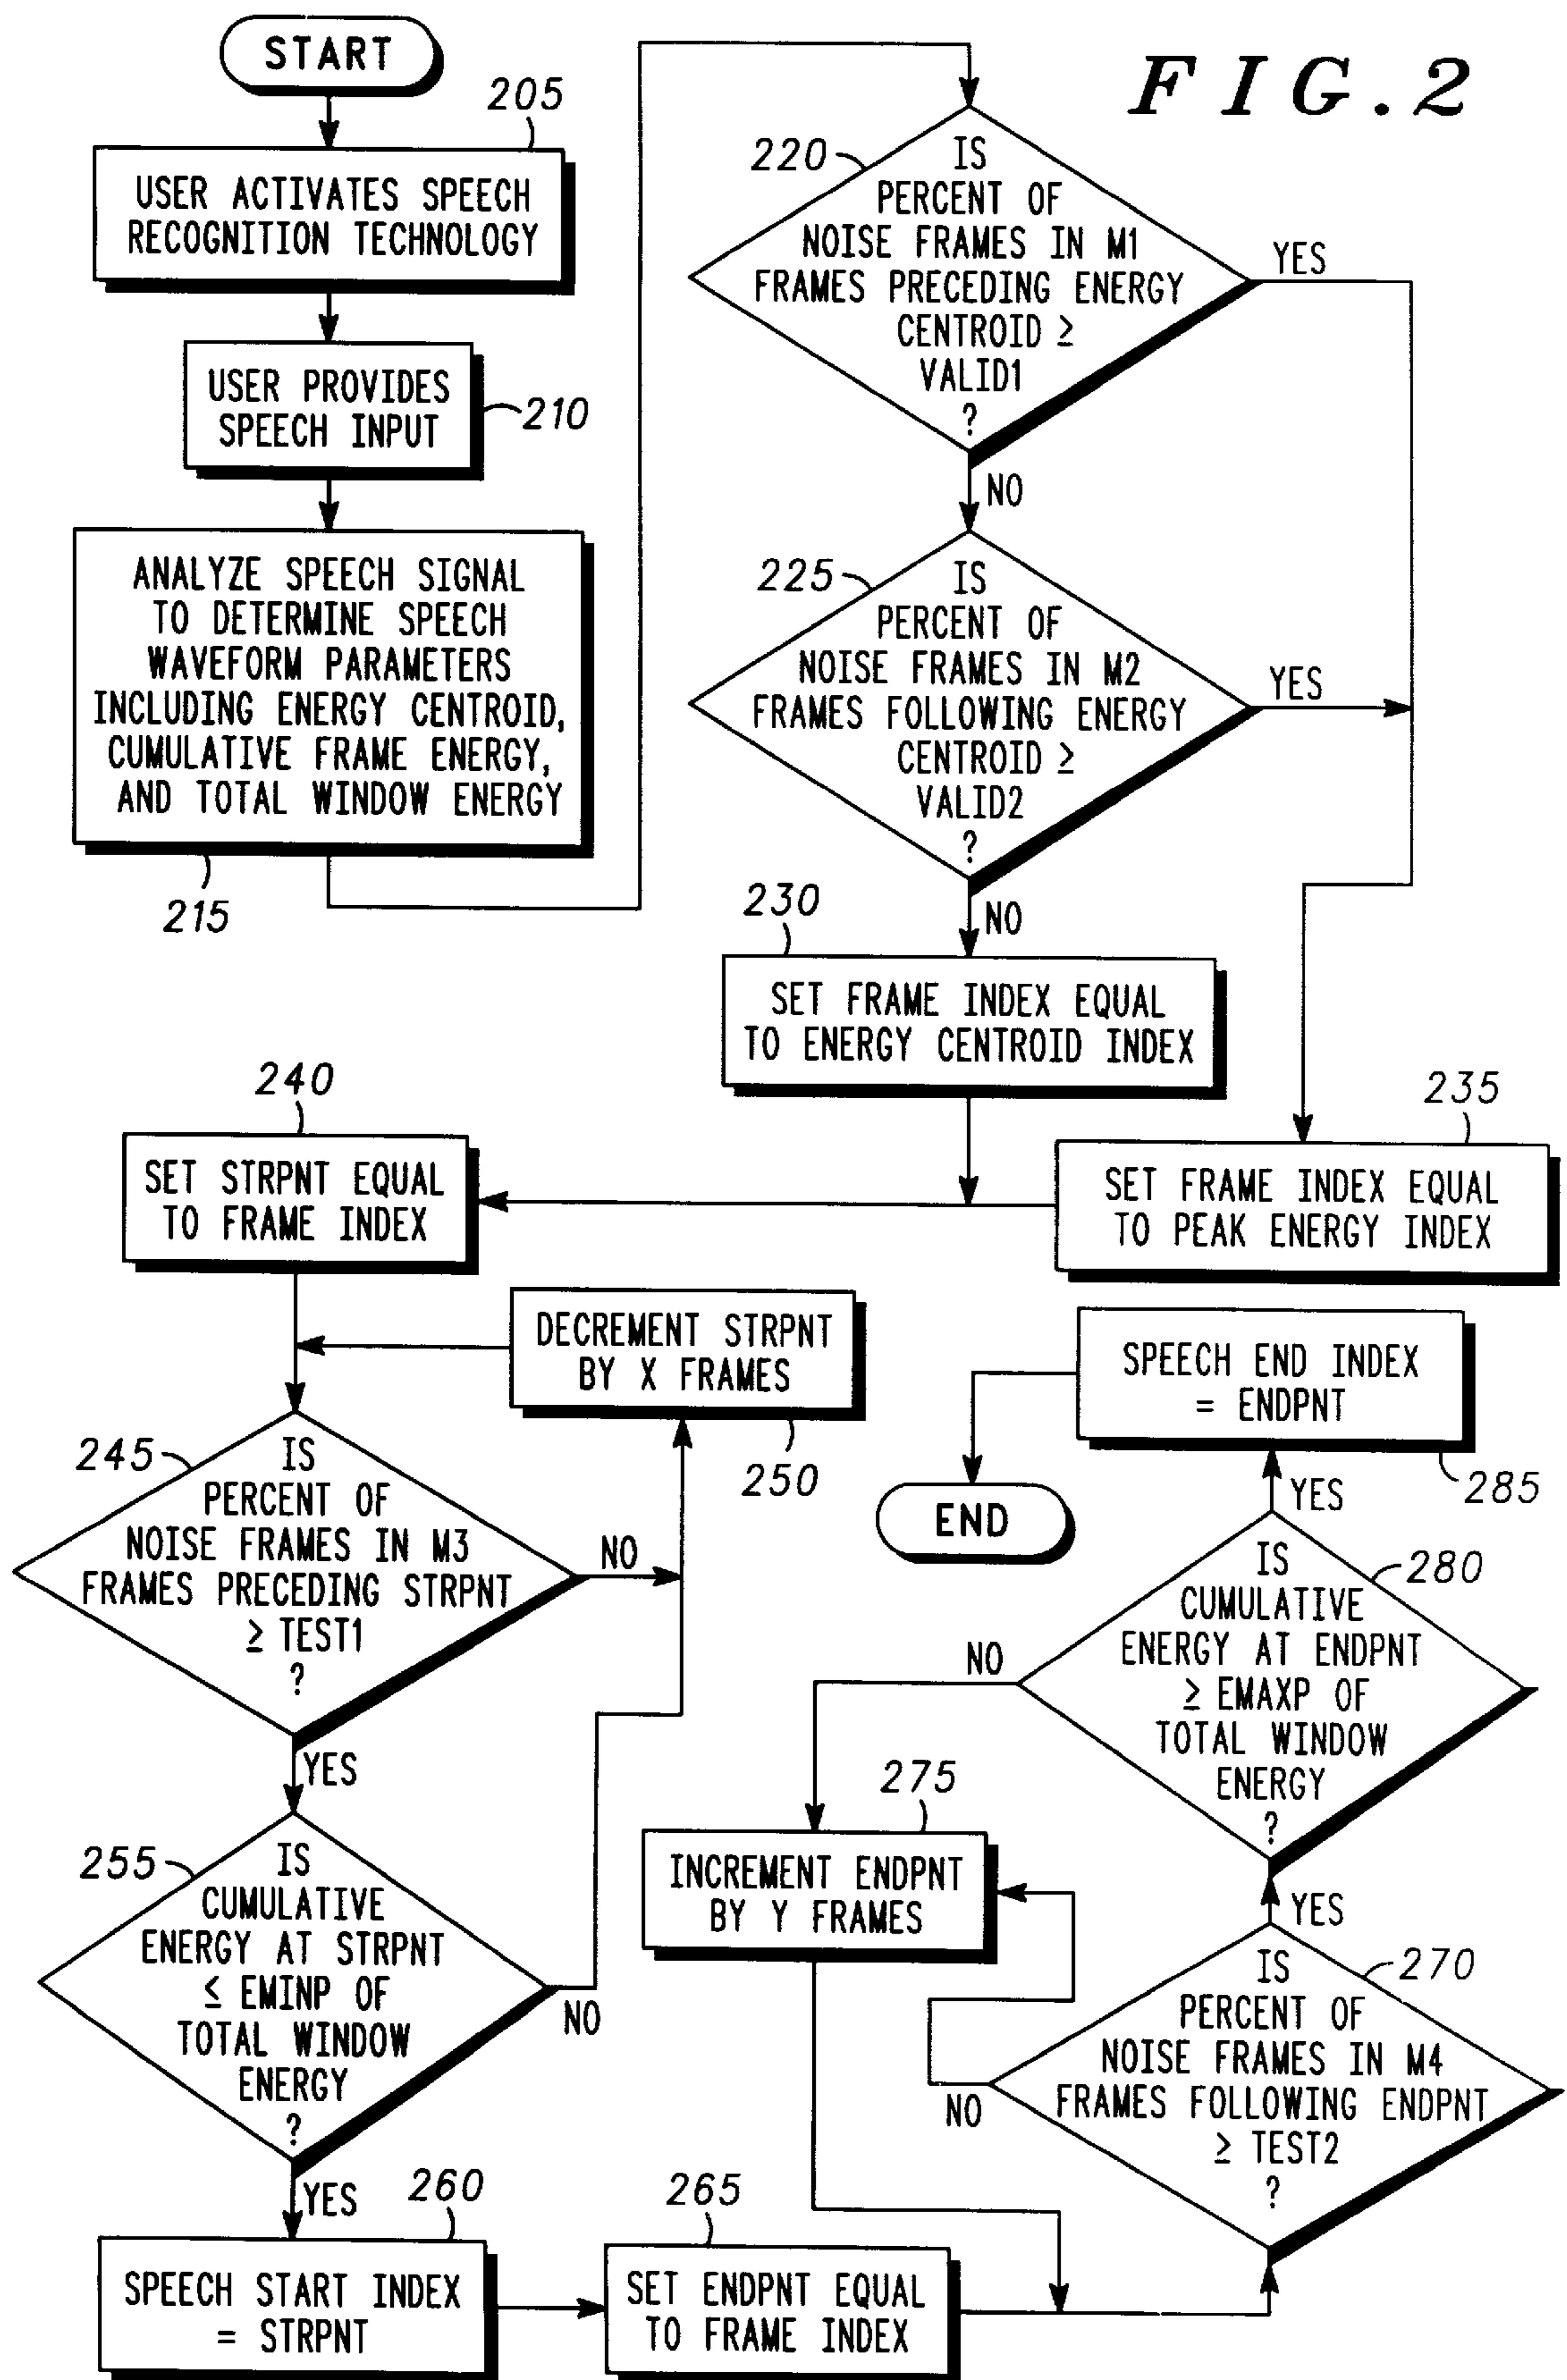 FIG.2
START
205
USER ACTIVATES SPEECH
RECOGNITION TECHNOLOGY
USER PROVIDES
SPEECH INPUT
210
ANALYZE SPEECH SIGNAL
TO DETERMINE SPEECH
WAVEFORM PARAMETERS
INCLUDING ENERGY CENTROID,
CUMULATIVE FRAME ENERGY,
AND TOTAL WINDOW ENERGY
215
220
IS
PERCENT OF
NOISE FRAMES IN M1
FRAMES PRECEDING ENERGY
CENTROID ≥
VALID1
?
YES
NO
225
IS
PERCENT OF
NOISE FRAMES IN M2
FRAMES FOLLOWING ENERGY
CENTROID ≥
VALID2
?
YES
NO
230
SET FRAME INDEX EQUAL
TO ENERGY CENTROID INDEX
235
SET FRAME INDEX EQUAL
TO PEAK ENERGY INDEX
240
SET STRPNT EQUAL
TO FRAME INDEX
DECREMENT STRPNT
BY X FRAMES
250
245
IS
PERCENT OF
NOISE FRAMES IN M3
FRAMES PRECEDING STRPNT
≥ TEST1
?
NO
YES
255
IS
CUMULATIVE
ENERGY AT STRPNT
≤ EMINP OF
TOTAL WINDOW
ENERGY
?
NO
YES
260
SPEECH START INDEX
= STRPNT
265
SET ENDPNT EQUAL
TO FRAME INDEX
270
IS
PERCENT OF
NOISE FRAMES IN M4
FRAMES FOLLOWING ENDPNT
≥ TEST2
?
NO
YES
275
INCREMENT ENDPNT
BY Y FRAMES
280
IS
CUMULATIVE
ENERGY AT ENDPNT
≥ EMAXP OF
TOTAL WINDOW
ENERGY
?
NO
YES
SPEECH END INDEX
= ENDPNT
285
END